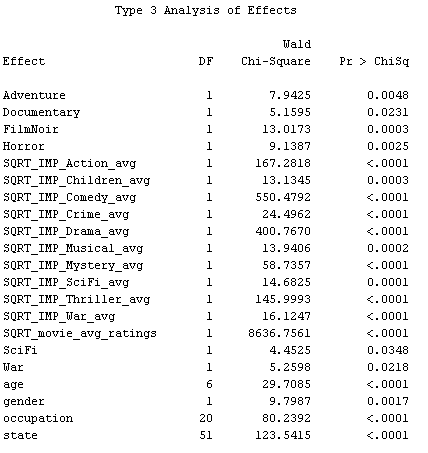 Type 3 Analysis of Effects
Wald
Effect DF Chi-Square Pr > ChiSq
Adventure 1 7.9425 0.0048
Documentary 1 5.1595 0.0231
FilmNoir 1 13.0173 0.0003
Horror 1 9.1387 0.0025
SQRT_IMP_Action_avg 1 167.2818 <.0001
SQRT_IMP_Children_avg 1 13.1345 0.0003
SQRT_IMP_Comedy_avg 1 550.4792 <.0001
SQRT_IMP_Crime_avg 1 24.4962 <.0001
SQRT_IMP_Drama_avg 1 400.7670 <.0001
SQRT_IMP_Musical_avg 1 13.9406 0.0002
SQRT_IMP_Mystery_avg 1 58.7357 <.0001
SQRT_IMP_SciFi_avg 1 14.6825 0.0001
SQRT_IMP_Thriller_avg 1 145.9993 <.0001
SQRT_IMP_War_avg 1 16.1247 <.0001
SQRT_movie_avg_ratings 1 8636.7561 <.0001
SciFi 1 4.4525 0.0348
War 1 5.2598 0.0218
age 6 29.7085 <.0001
gender 1 9.7987 0.0017
occupation 20 80.2392 <.0001
state 51 123.5415 <.0001